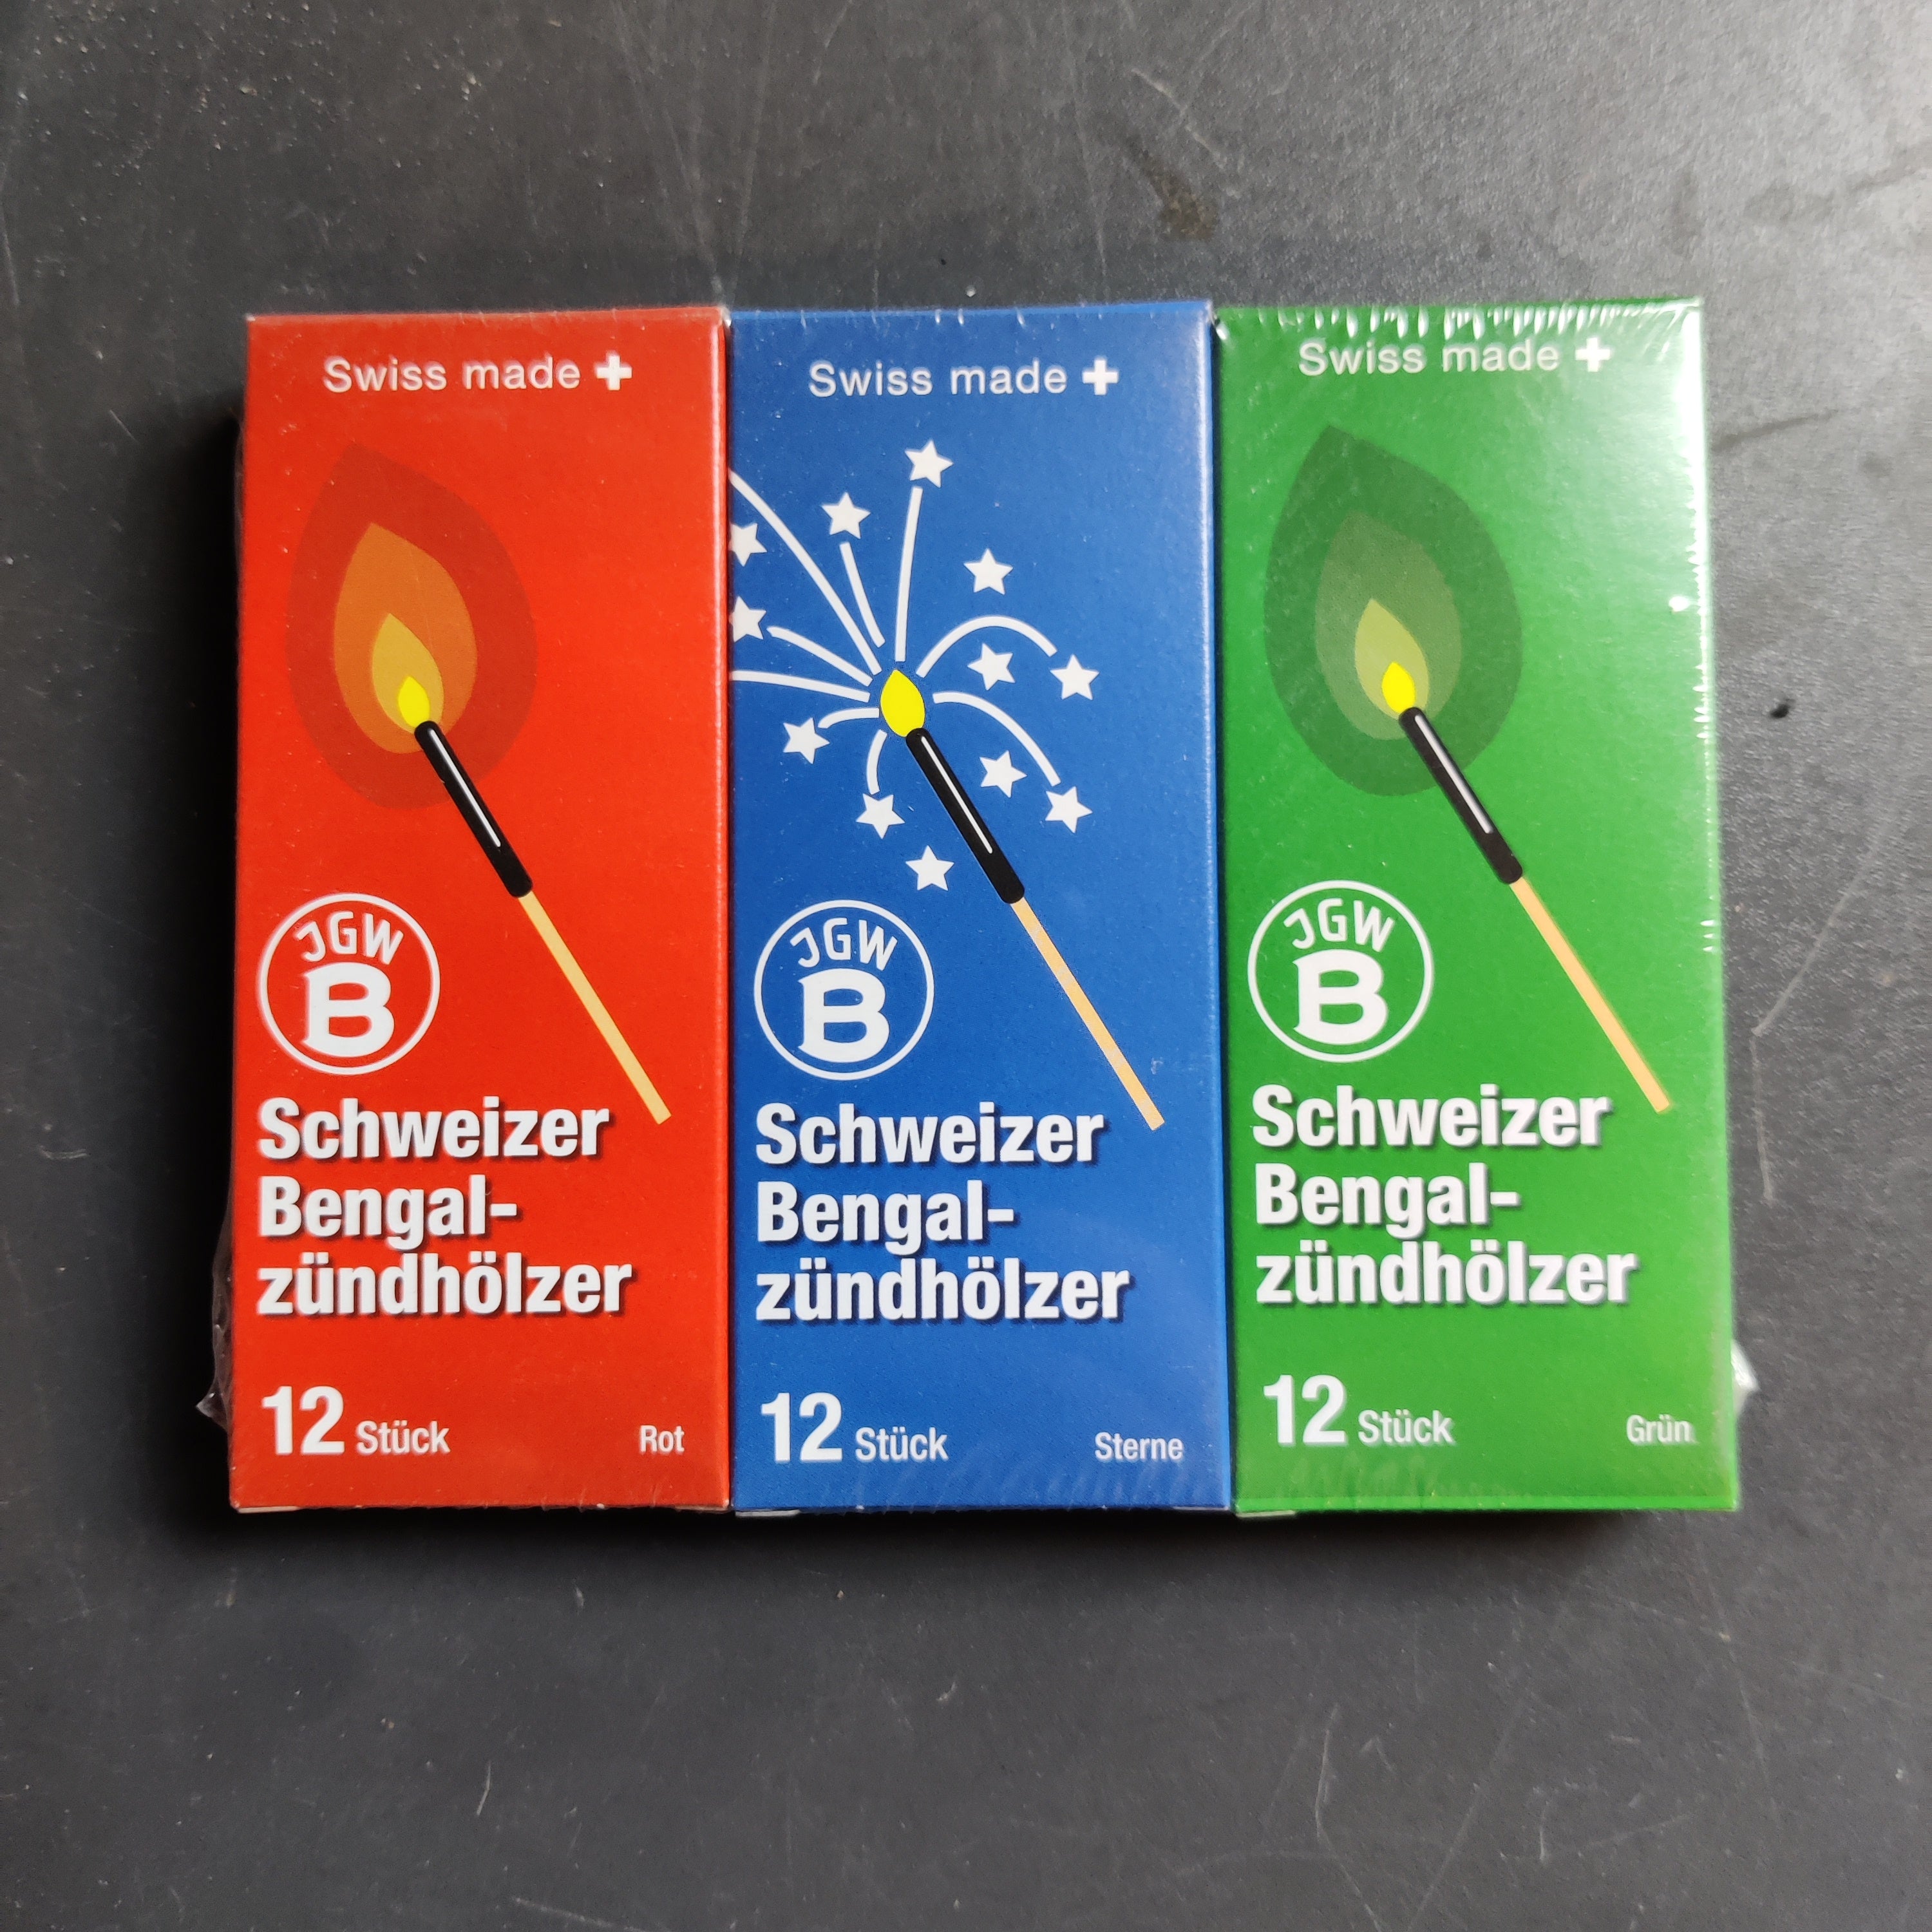 Swiss made
JGW
B
Schweizer
Bengal-
zündhölzer
12 Stück Rot
Swiss made
JGW
B
Schweizer
Bengal-
zündhölzer
12 Stück Sterne
Swiss made
JGW
B
Schweizer
Bengal-
zündhölzer
12 Stück Grün